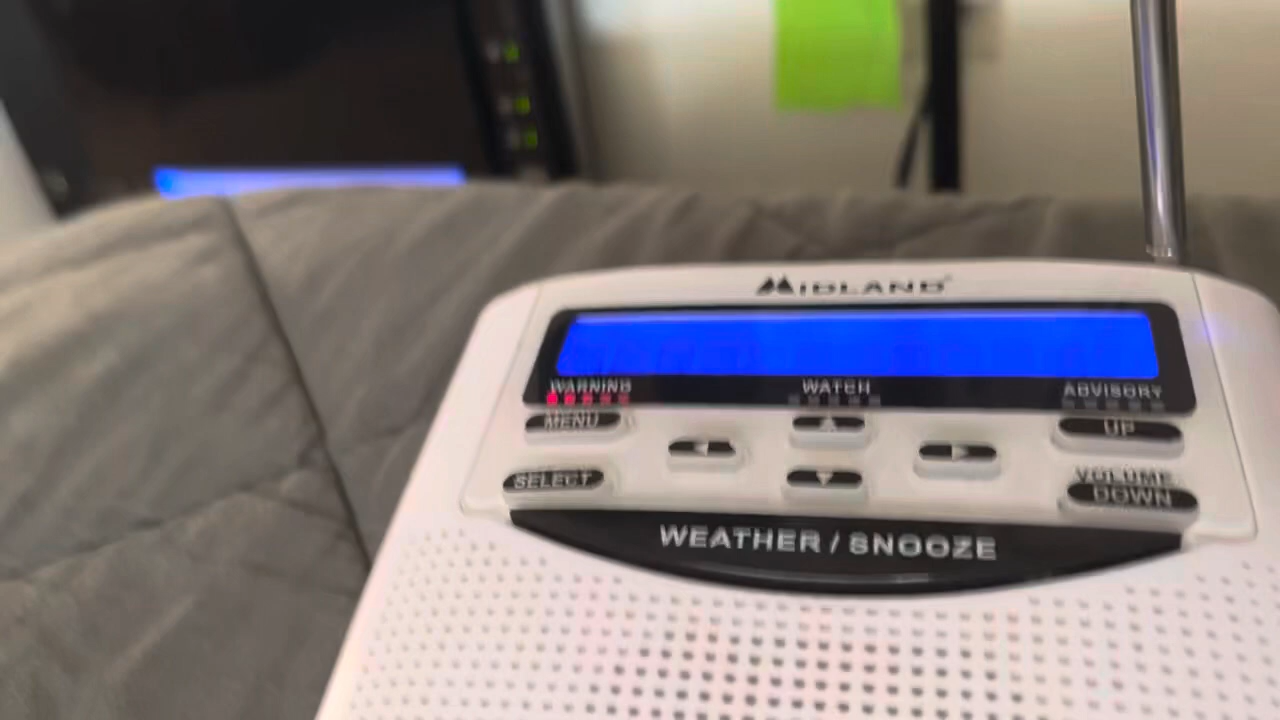 MIDLAND
WARNING WATCH ADVISORY
MENU UP
SELECT VOLUME
DOWN
WEATHER / SNOOZE